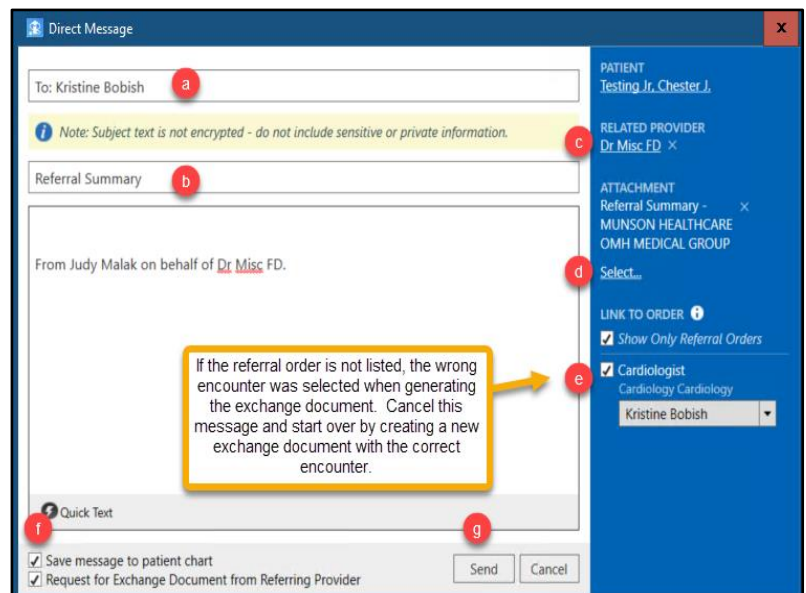 Direct Message
x
To: Kristine Bobish
a
Note: Subject text is not encrypted - do not include sensitive or private information.
Referral Summary
b
From Judy Malak on behalf of Dr Misc FD.
If the referral order is not listed, the wrong
encounter was selected when generating
the exchange document. Cancel this
message and start over by creating a new
exchange document with the correct
encounter.
Quick Text
f
Save message to patient chart
Request for Exchange Document from Referring Provider
g
Send
Cancel
PATIENT
Testing Jr, Chester J.
RELATED PROVIDER
c
Dr Misc FD ×
ATTACHMENT
Referral Summary - ×
MUNSON HEALTHCARE
OMH MEDICAL GROUP
d
Select...
LINK TO ORDER i
Show Only Referral Orders
e
Cardiologist
Cardiology Cardiology
Kristine Bobish